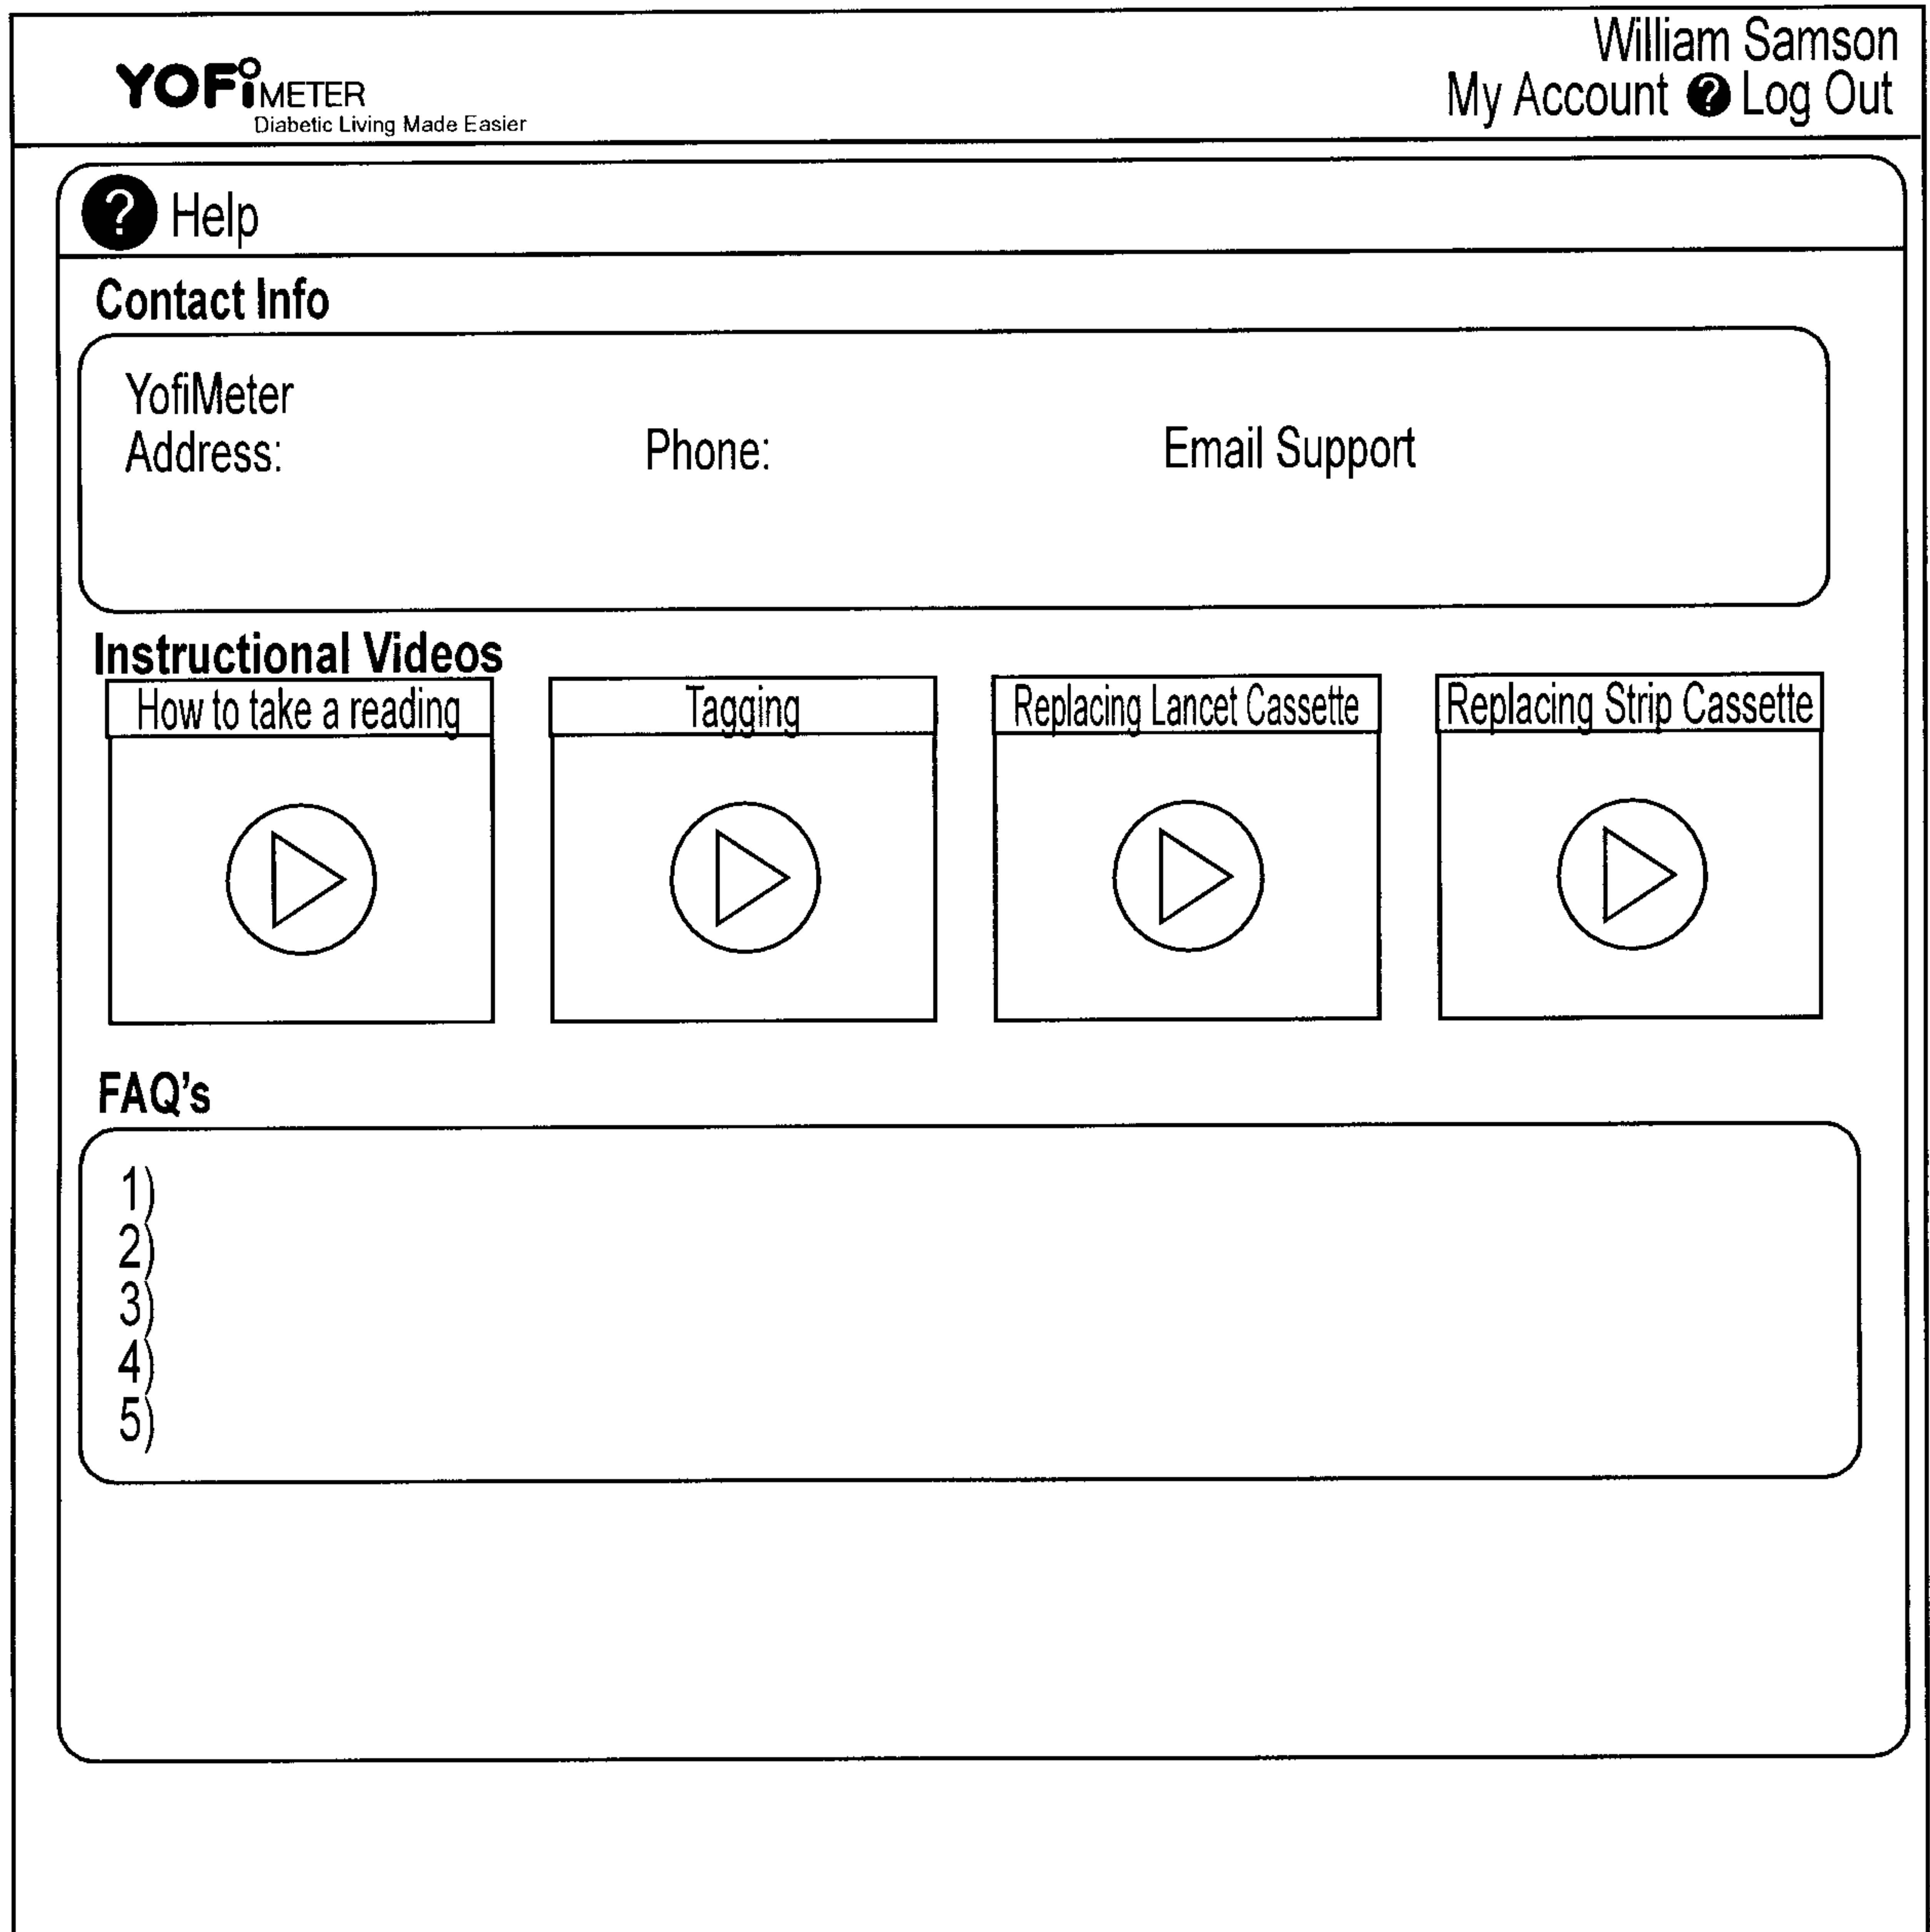 William Samson
YOFiMETER
My Account ? Log Out
Diabetic Living Made Easier
? Help
Contact Info
YofiMeter
Address: Phone: Email Support
Instructional Videos
How to take a reading Tagging Replacing Lancet Cassette Replacing Strip Cassette
FAQ's
1)
2)
3)
4)
5)